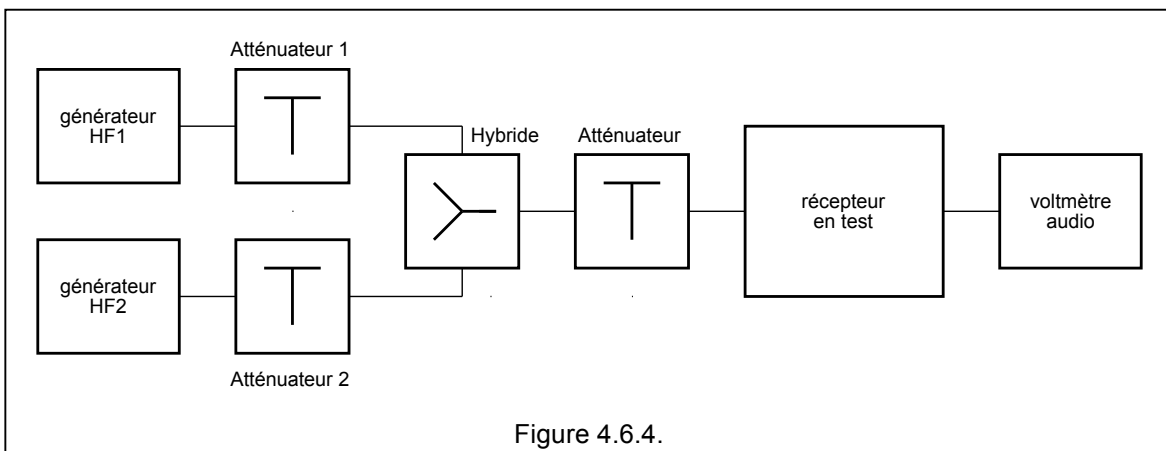 Atténuateur 1
générateur
HF1
Hybride
Atténuateur
récepteur
en test
voltmètre
audio
générateur
HF2
Atténuateur 2
Figure 4.6.4.